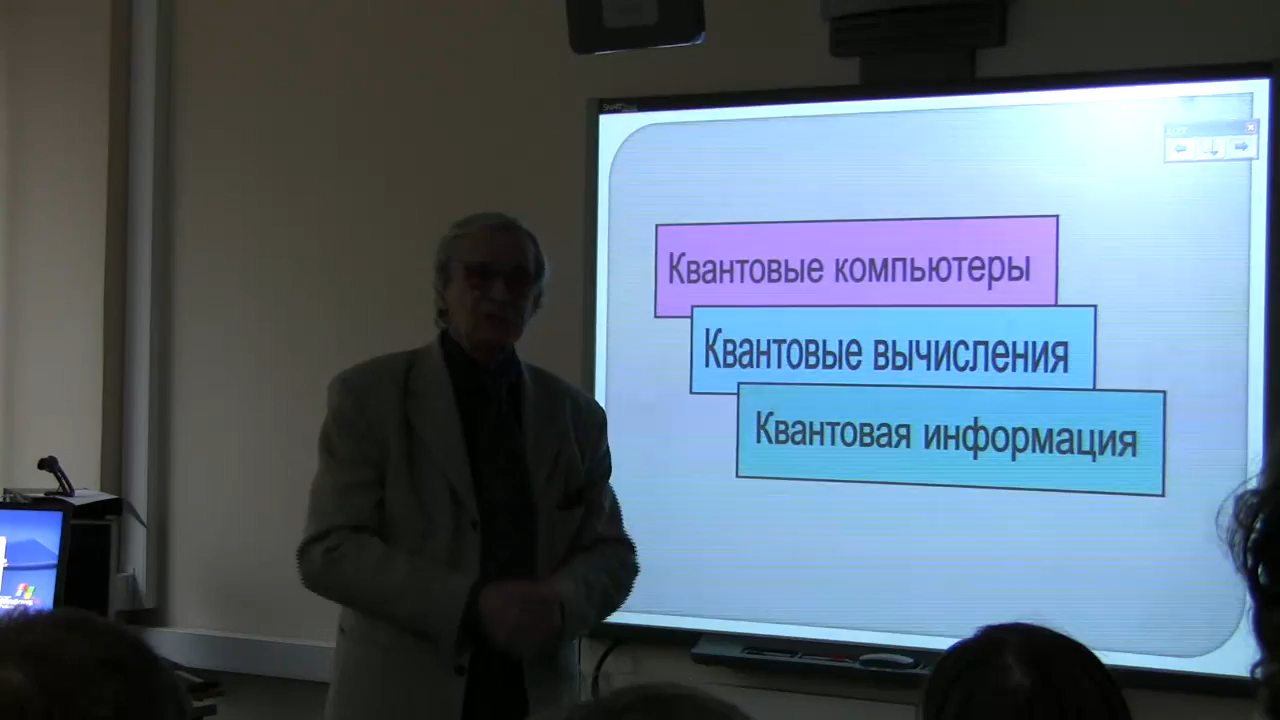 Квантовые компьютеры
Квантовые вычисления
Квантовая информация